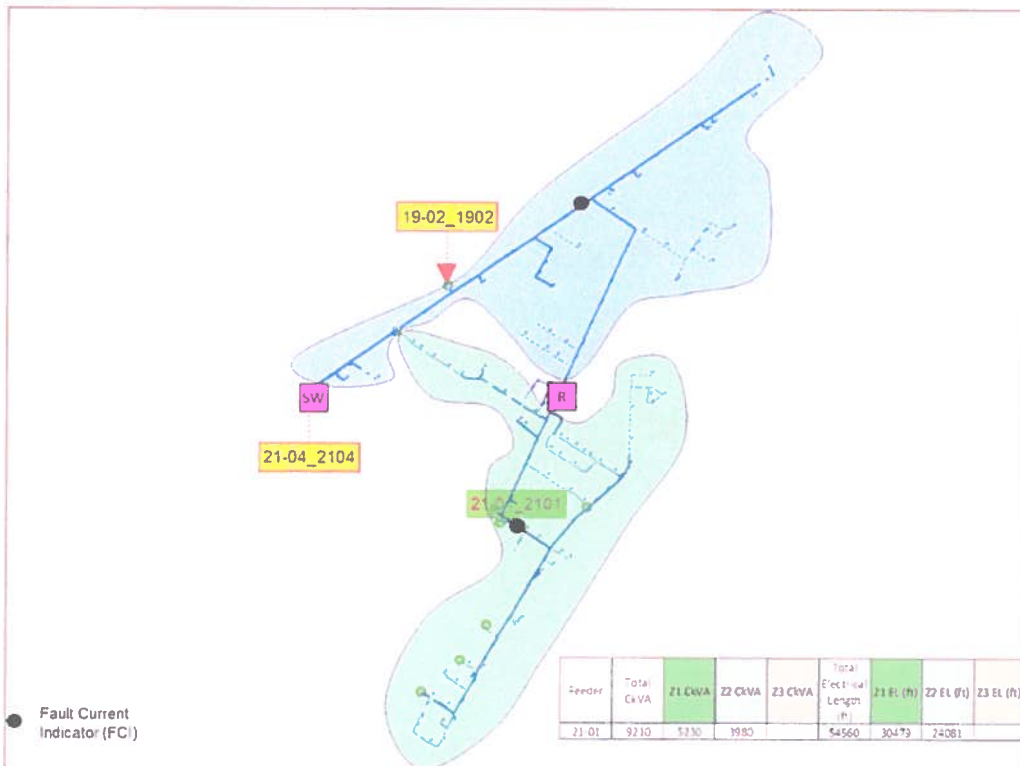 19-02_1902
SW
R
21-04_2104
21-01_2101
Feeder
Total
CkVA
Z1 CkVA
Z2 CkVA
Z3 CkVA
Total
Electrical
Length
(ft)
Z1 EL (ft)
Z2 EL (ft)
Z3 EL (ft)
21-01
9210
5230
3980
54560
30479
24081
Fault Current
Indicator (FCI)